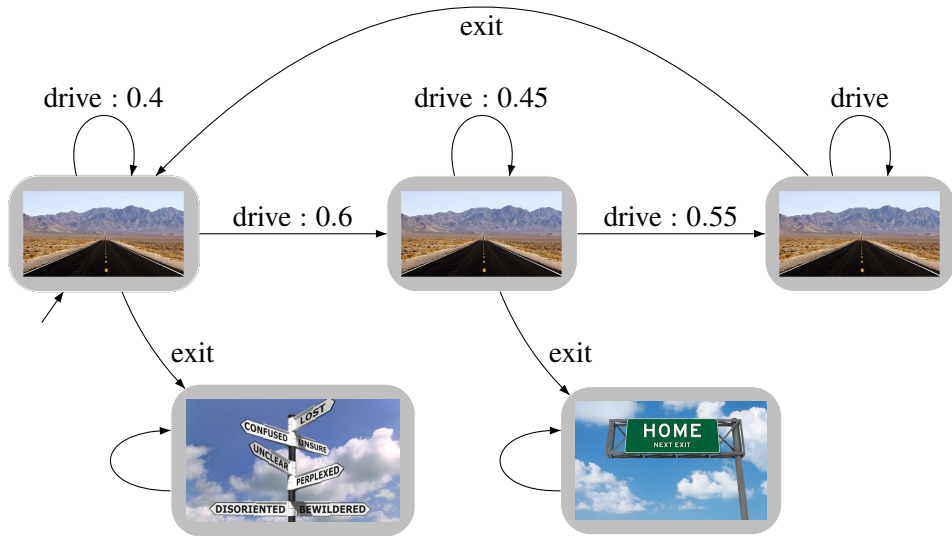 exit
drive : 0.4
drive : 0.45
drive
drive : 0.6
drive : 0.55
exit
exit
LOST
CONFUSED
UNSURE
UNCLEAR
PERPLEXED
DISORIENTED
BEWILDERED
HOME
NEXT EXIT